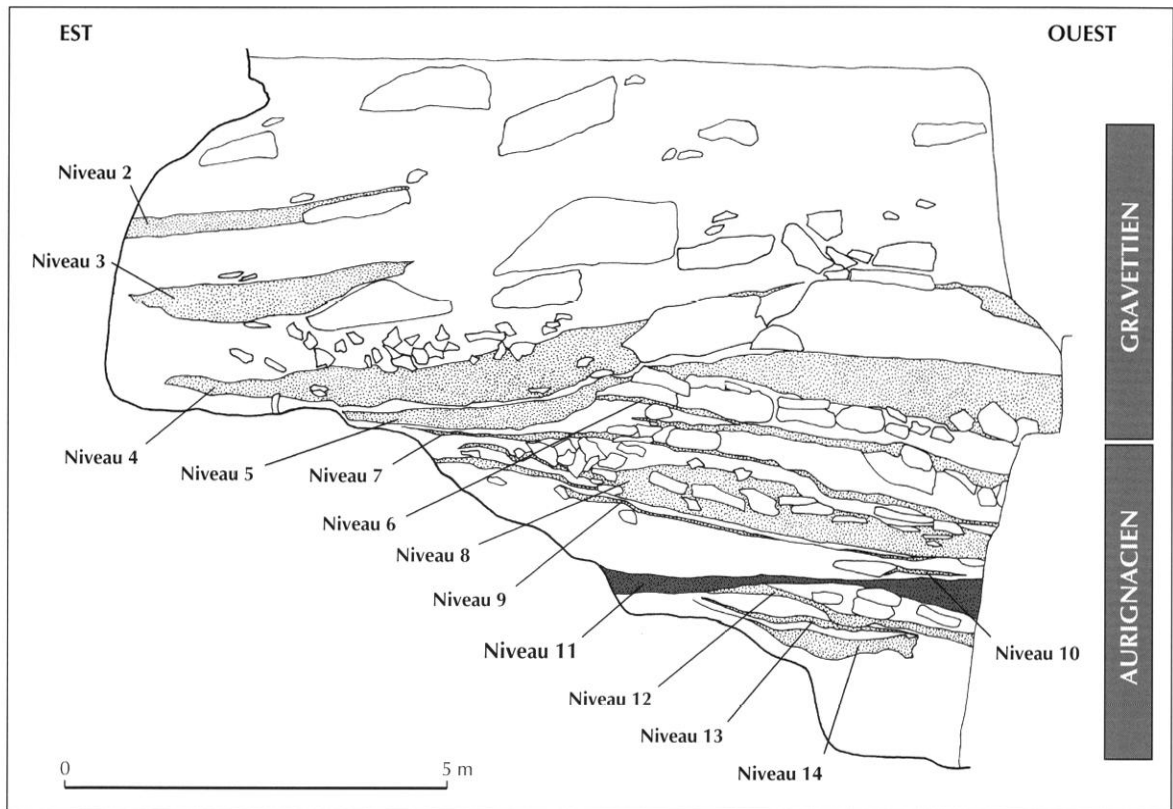 EST
OUEST
Niveau 2
Niveau 3
GRAVETTIEN
Niveau 4
Niveau 5
Niveau 7
Niveau 6
Niveau 8
Niveau 9
Niveau 11
Niveau 10
Niveau 12
Niveau 13
Niveau 14
AURIGNACIEN
0
5 m